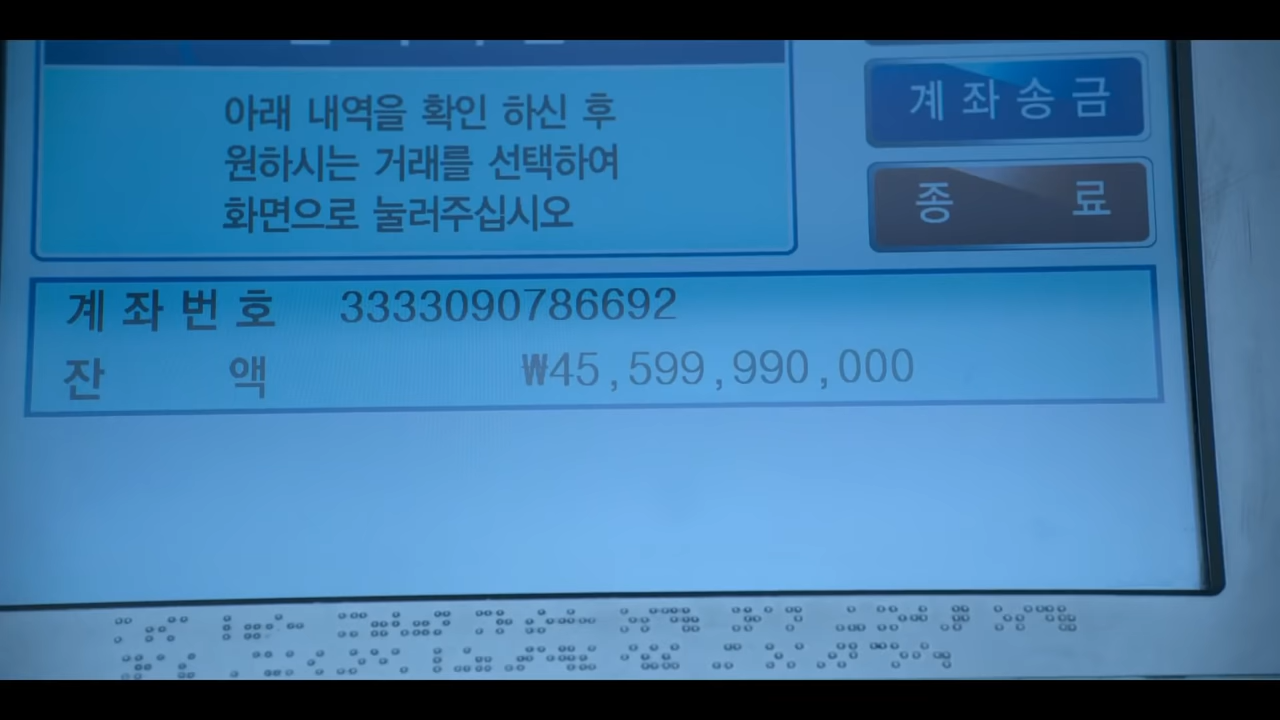 아래 내역을 확인 하신 후
원하시는 거래를 선택하여
화면으로 눌러주십시오
계좌송금
종 료
계좌번호 3333090786692
잔 액 ₩45,599,990,000